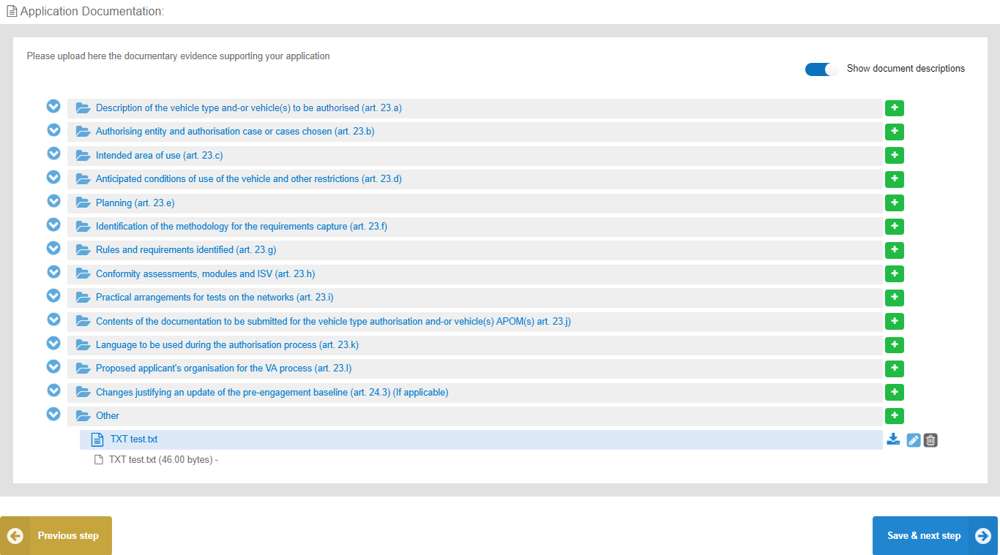 Application Documentation:
Please upload here the documentary evidence supporting your application
Show document descriptions
Description of the vehicle type and-or vehicle(s) to be authorised (art. 23.a)
Authorising entity and authorisation case or cases chosen (art. 23.b)
Intended area of use (art. 23.c)
Anticipated conditions of use of the vehicle and other restrictions (art. 23.d)
Planning (art. 23.e)
Identification of the methodology for the requirements capture (art. 23.f)
Rules and requirements identified (art. 23.g)
Conformity assessments, modules and ISV (art. 23.h)
Practical arrangements for tests on the networks (art. 23.i)
Contents of the documentation to be submitted for the vehicle type authorisation and-or vehicle(s) APOM(s) art. 23.j)
Language to be used during the authorisation process (art. 23.k)
Proposed applicant's organisation for the VA process (art. 23.l)
Changes justifying an update of the pre-engagement baseline (art. 24.3) (If applicable)
Other
TXT test.txt
TXT test.txt (46.00 bytes) -
Previous step
Save & next step